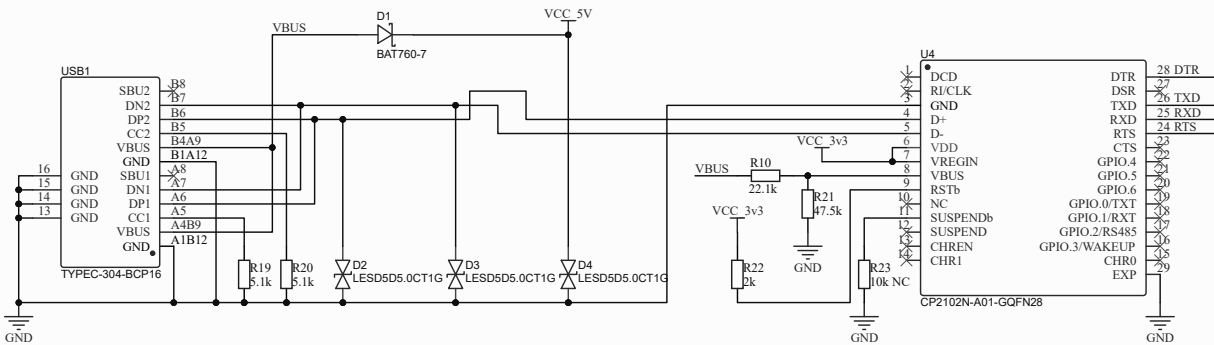 VCC_5V
VBUS
D1
BAT760-7
USB1
SBU2 B8
DN2 B7
DP2 B6
CC2 B5
VBUS B4A9
GND B1A12
SBU1 A8
DN1 A7
DP1 A6
CC1 A5
VBUS A4B9
GND A1B12
16 GND
15 GND
14 GND
13 GND
TYPEC-304-BCP16
R19
5.1k
R20
5.1k
D2
LESD5D5.0CT1G
D3
LESD5D5.0CT1G
D4
LESD5D5.0CT1G
GND
VCC_3v3
VBUS
R10
22.1k
R21
47.5k
GND
VCC_3v3
R22
2k
R23
10k NC
GND
U4
1 DCD
2 RI/CLK
3 GND
4 D+
5 D-
6 VDD
7 VREGIN
8 VBUS
9 RSTb
10 NC
11 SUSPENDb
12 SUSPEND
13 CHREN
14 CHR1
DTR 28 DTR
DSR 27
TXD 26 TXD
RXD 25 RXD
RTS 24 RTS
CTS 23
GPIO.4 22
GPIO.5 21
GPIO.6 20
GPIO.0/TXT 19
GPIO.1/RXT 18
GPIO.2/RS485 17
GPIO.3/WAKEUP 16
CHR0 15
EXP 29
CP2102N-A01-GQFN28
GND